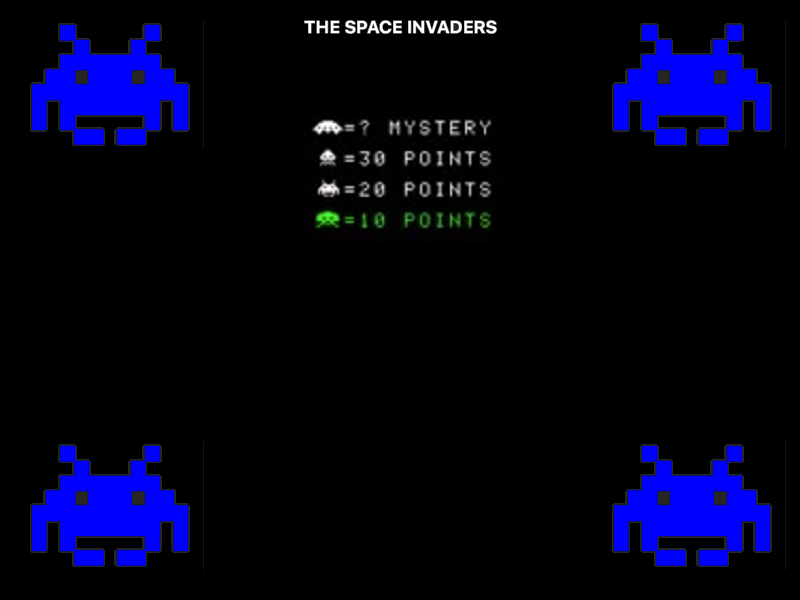 THE SPACE INVADERS
=? MYSTERY
=30 POINTS
=20 POINTS
=10 POINTS